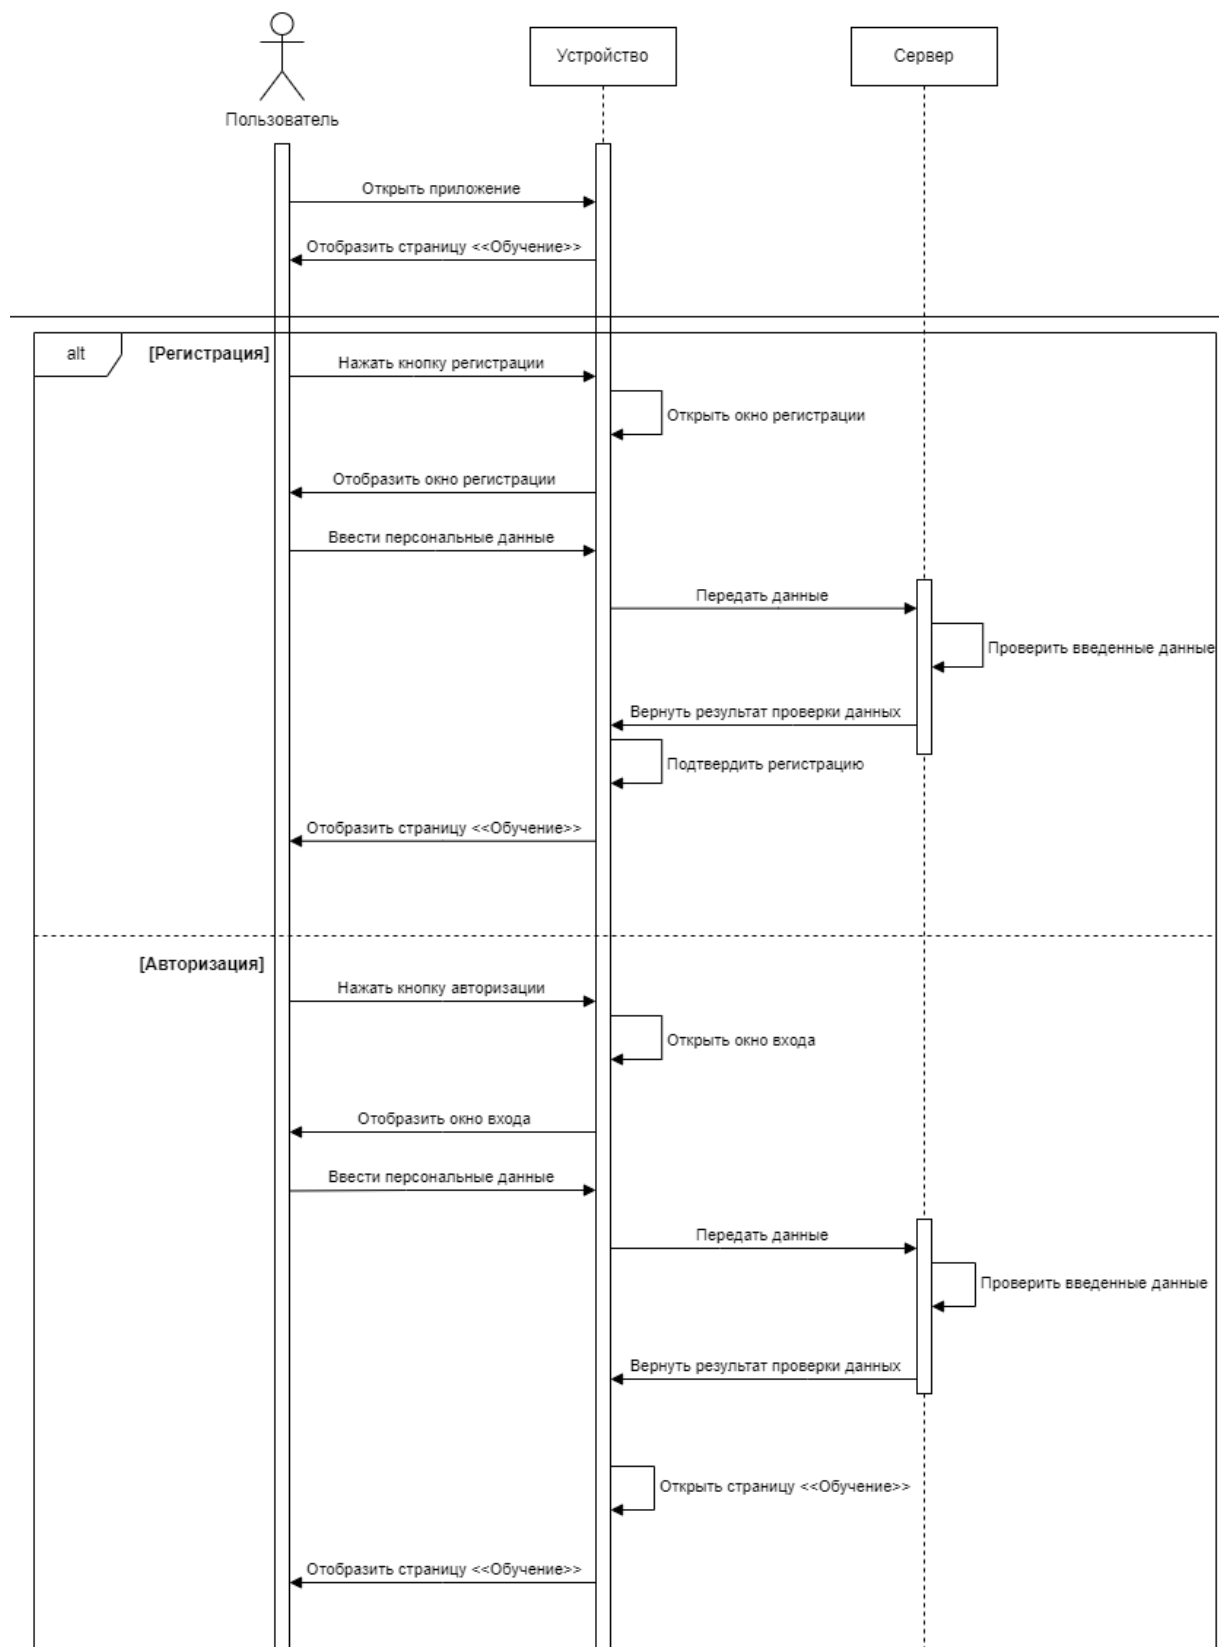 Пользователь
Устройство
Сервер
Открыть приложение
Отобразить страницу <<Обучение>>
alt
[Регистрация]
Нажать кнопку регистрации
Открыть окно регистрации
Отобразить окно регистрации
Ввести персональные данные
Передать данные
Проверить введенные данные
Вернуть результат проверки данных
Подтвердить регистрацию
Отобразить страницу <<Обучение>>
[Авторизация]
Нажать кнопку авторизации
Открыть окно входа
Отобразить окно входа
Ввести персональные данные
Передать данные
Проверить введенные данные
Вернуть результат проверки данных
Открыть страницу <<Обучение>>
Отобразить страницу <<Обучение>>